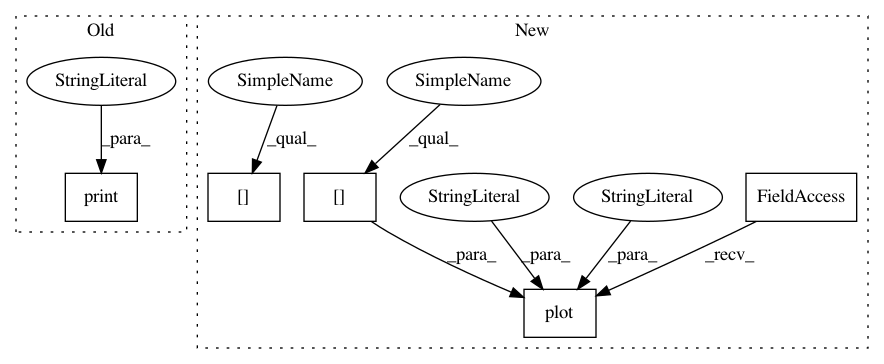 Old
New
StringLiteral
SimpleName
SimpleName
_para_
_qual_
_qual_
print
[]
[]
StringLiteral
StringLiteral
FieldAccess
_para_
_para_
_para_
_recv_
plot